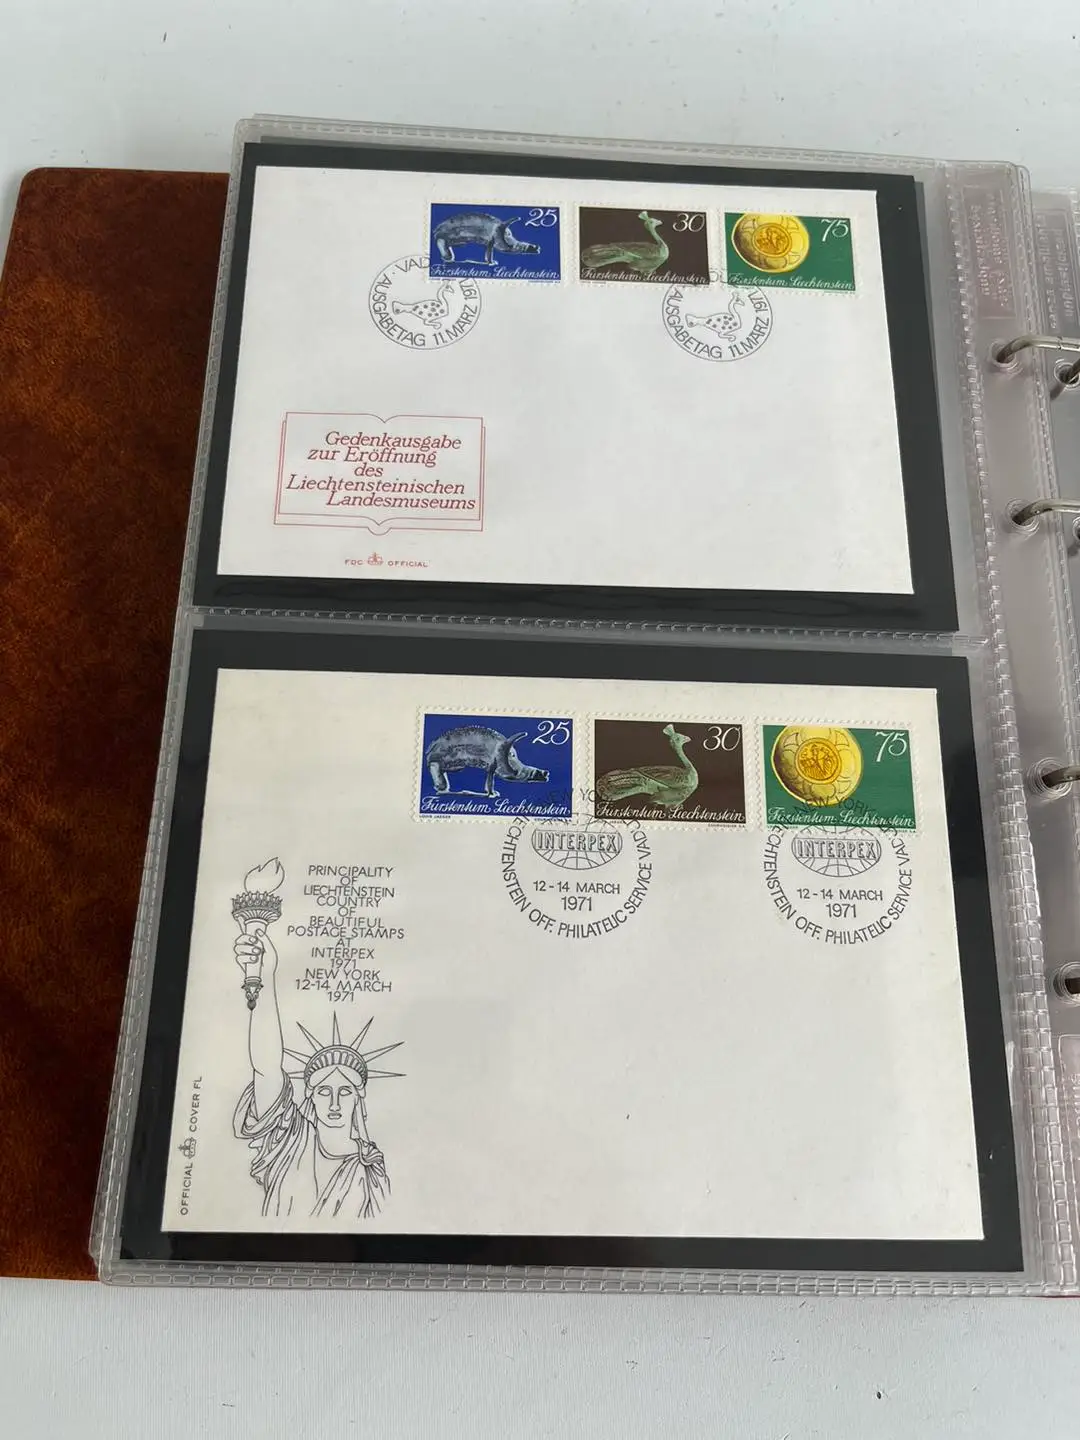 25
30
75
Fürstentum Liechtenstein
Fürstentum Liechtenstein
Fürstentum Liechtenstein
AUSGABETAG 11. MÄRZ 1971
AUSGABETAG 11. MÄRZ 1971
Gedenkausgabe
zur Eröffnung
des
Liechtensteinischen
Landesmuseums
FDC OFFICIAL
25
30
75
Fürstentum Liechtenstein
Fürstentum Liechtenstein
Fürstentum Liechtenstein
LOUIS JAEGER
NEW YORK
INTERPEX
12-14 MARCH
1971
LIECHTENSTEIN OFF. PHILATELIC SERVICE VADUZ
NEW YORK
INTERPEX
12-14 MARCH
1971
LIECHTENSTEIN OFF. PHILATELIC SERVICE VADUZ
PRINCIPALITY
OF
LIECHTENSTEIN
COUNTRY
OF
BEAUTIFUL
POSTAGE STAMPS
AT
INTERPEX
1971
NEW YORK
12-14 MARCH
1971
OFFICIAL COVER FL